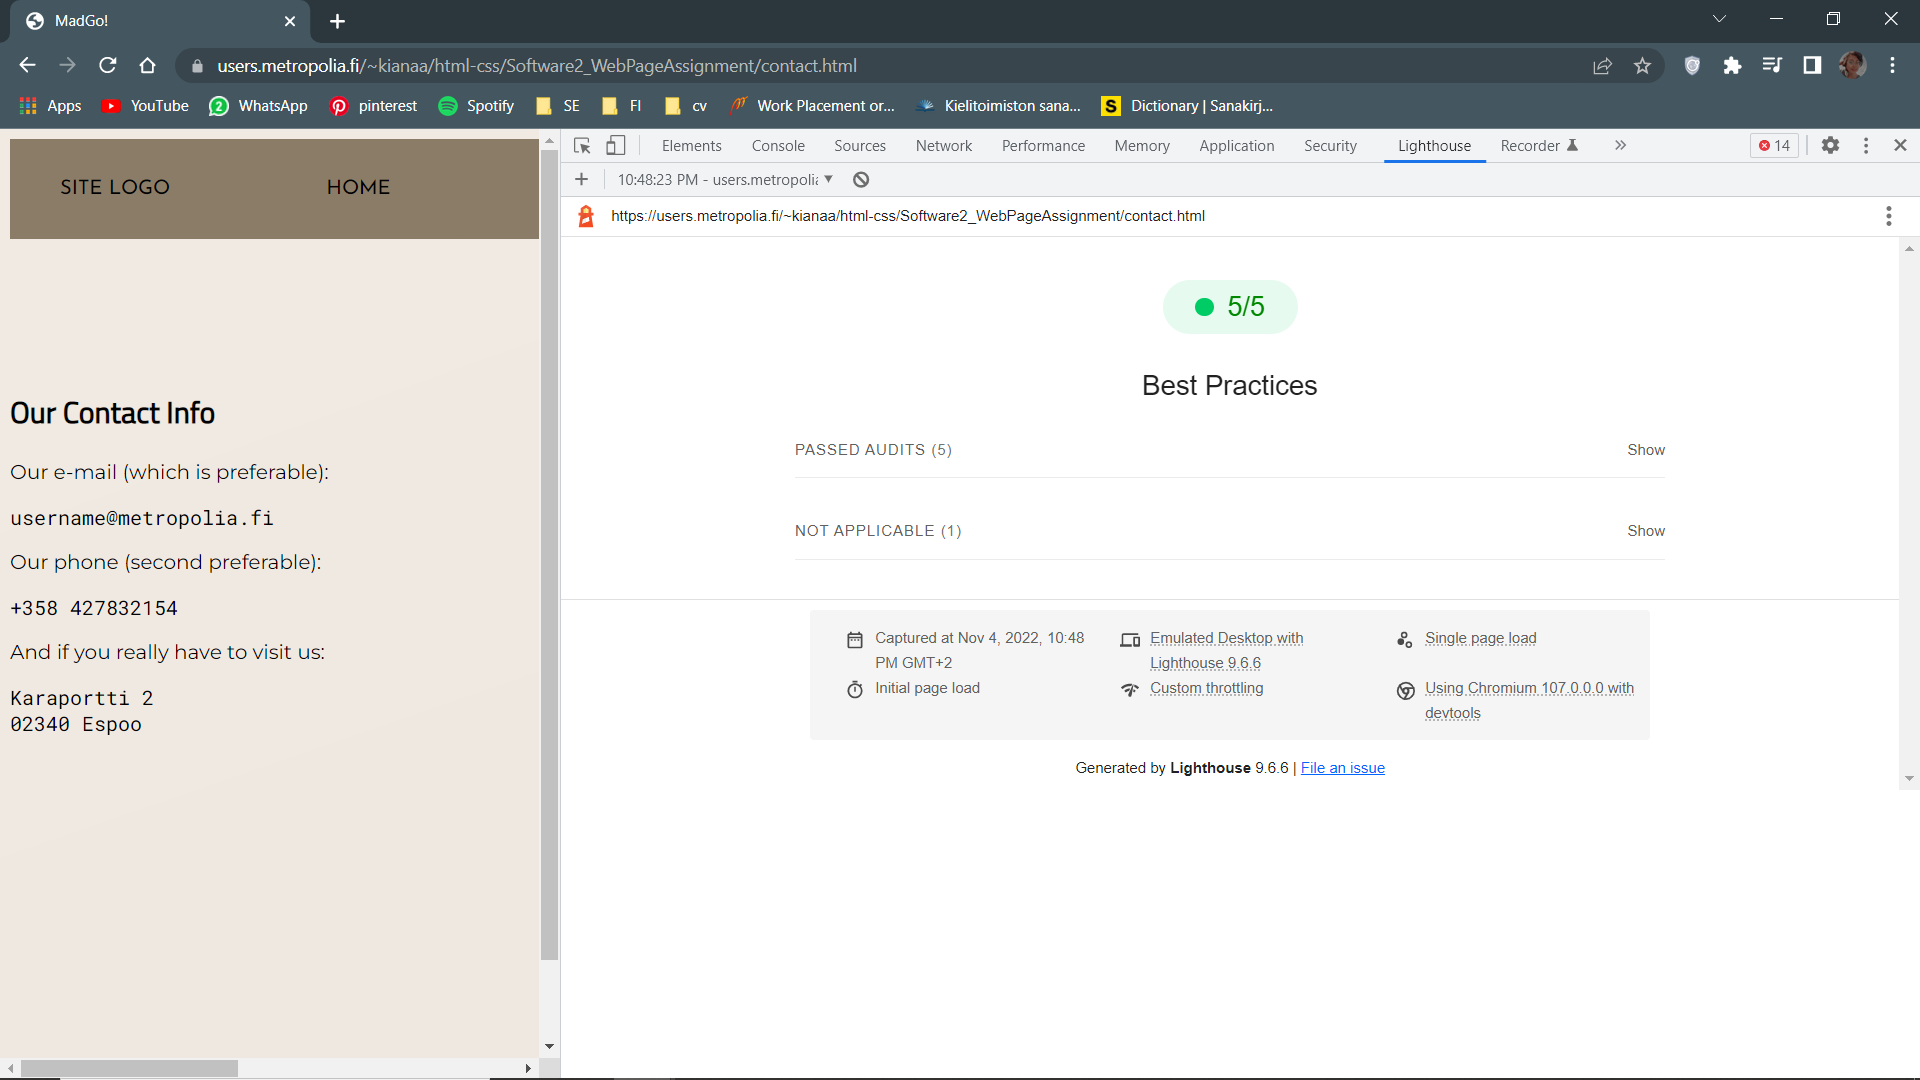 MadGo!
users.metropolia.fi/~kianaa/html-css/Software2_WebPageAssignment/contact.html
Apps YouTube 2 WhatsApp pinterest Spotify SE FI cv Work Placement or... Kielitoimiston sana... S Dictionary | Sanakirj...
SITE LOGO HOME
Our Contact Info
Our e-mail (which is preferable):
username@metropolia.fi
Our phone (second preferable):
+358 427832154
And if you really have to visit us:
Karaportti 2
02340 Espoo
Elements Console Sources Network Performance Memory Application Security Lighthouse Recorder 14
10:48:23 PM - users.metropolia
https://users.metropolia.fi/~kianaa/html-css/Software2_WebPageAssignment/contact.html
5/5
Best Practices
PASSED AUDITS (5) Show
NOT APPLICABLE (1) Show
Captured at Nov 4, 2022, 10:48
PM GMT+2
Emulated Desktop with
Lighthouse 9.6.6
Single page load
Initial page load
Custom throttling
Using Chromium 107.0.0.0 with
devtools
Generated by Lighthouse 9.6.6 | File an issue